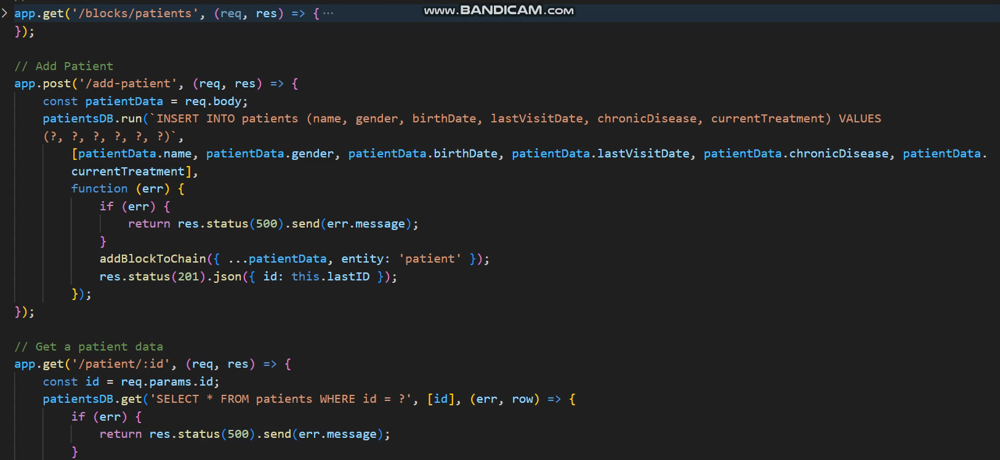 www.BANDICAM.com
app.get('/blocks/patients', (req, res) => {···
});
// Add Patient
app.post('/add-patient', (req, res) => {
    const patientData = req.body;
    patientsDB.run(`INSERT INTO patients (name, gender, birthDate, lastVisitDate, chronicDisease, currentTreatment) VALUES
    (?, ?, ?, ?, ?, ?)`,
        [patientData.name, patientData.gender, patientData.birthDate, patientData.lastVisitDate, patientData.chronicDisease, patientData.
        currentTreatment],
        function (err) {
            if (err) {
                return res.status(500).send(err.message);
            }
            addBlockToChain({ ...patientData, entity: 'patient' });
            res.status(201).json({ id: this.lastID });
        });
});
// Get a patient data
app.get('/patient/:id', (req, res) => {
    const id = req.params.id;
    patientsDB.get('SELECT * FROM patients WHERE id = ?', [id], (err, row) => {
        if (err) {
            return res.status(500).send(err.message);
        }